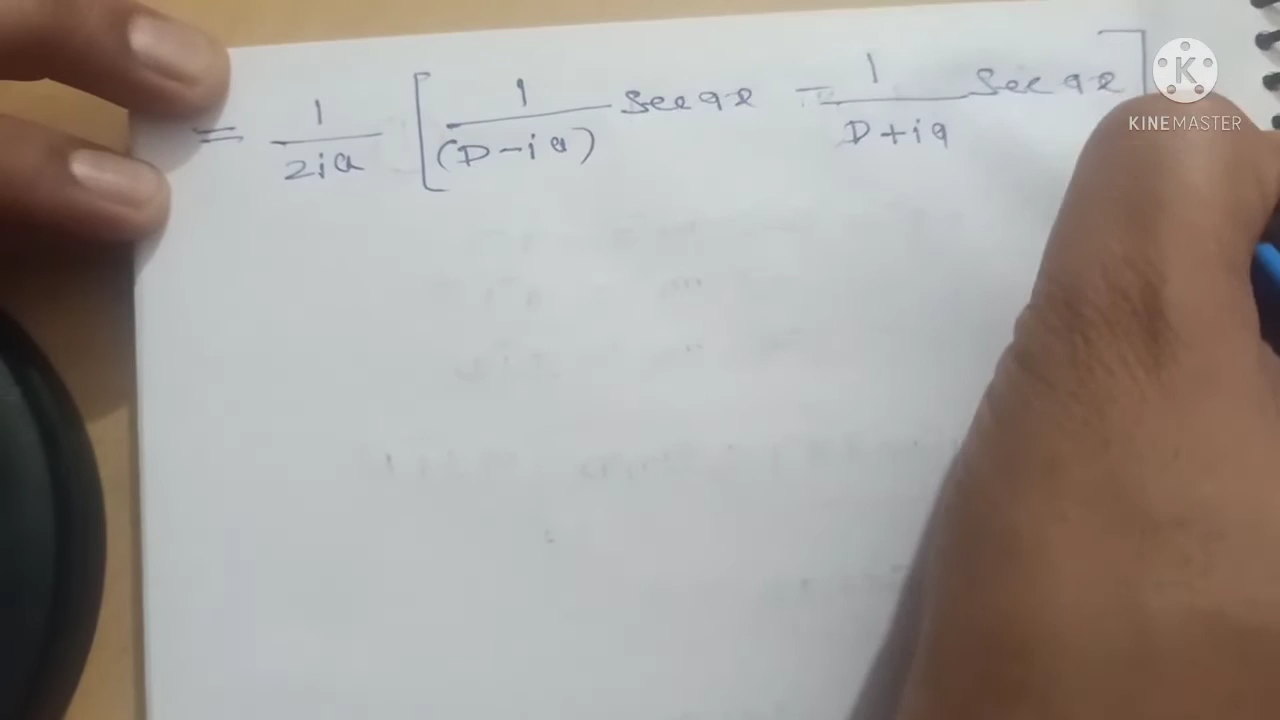 = 1/2ia [ 1/(D-ia) Sec ax - 1/D+ia Sec ax ]
K
KINEMASTER